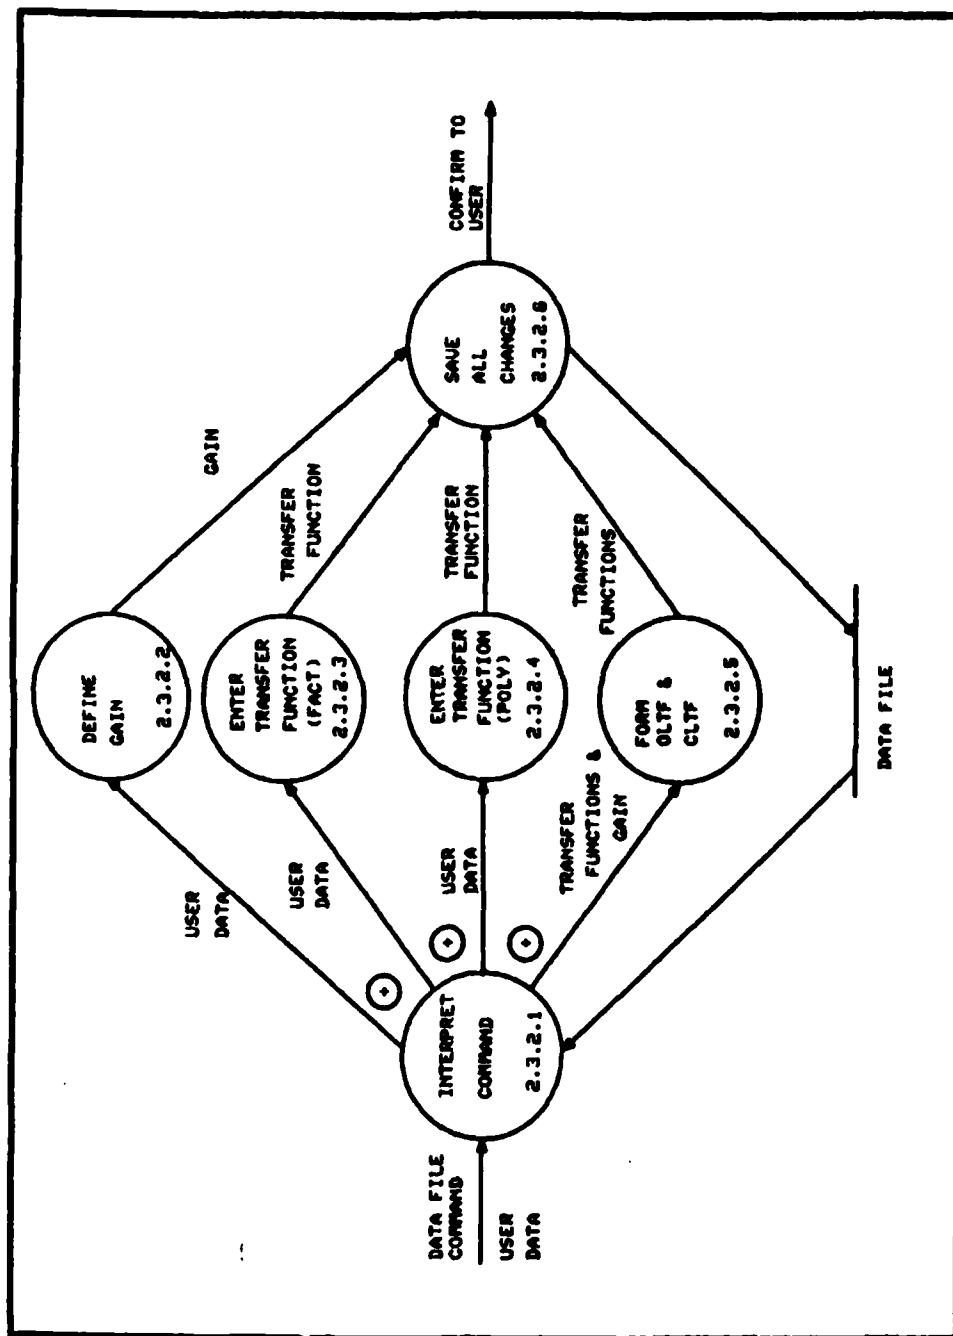 DATA FILE
COMMAND
USER
DATA
INTERPRET
COMMAND
2.3.2.1
+
+
+
USER
DATA
USER
DATA
USER
DATA
TRANSFER
FUNCTIONS &
GAIN
DEFINE
GAIN
2.3.2.2
ENTER
TRANSFER
FUNCTION
(FACT)
2.3.2.3
ENTER
TRANSFER
FUNCTION
(POLY)
2.3.2.4
FORM
OLTF &
CLTF
2.3.2.5
GAIN
TRANSFER
FUNCTION
TRANSFER
FUNCTION
TRANSFER
FUNCTIONS
SAVE
ALL
CHANGES
2.3.2.6
CONFIRM TO
USER
DATA FILE